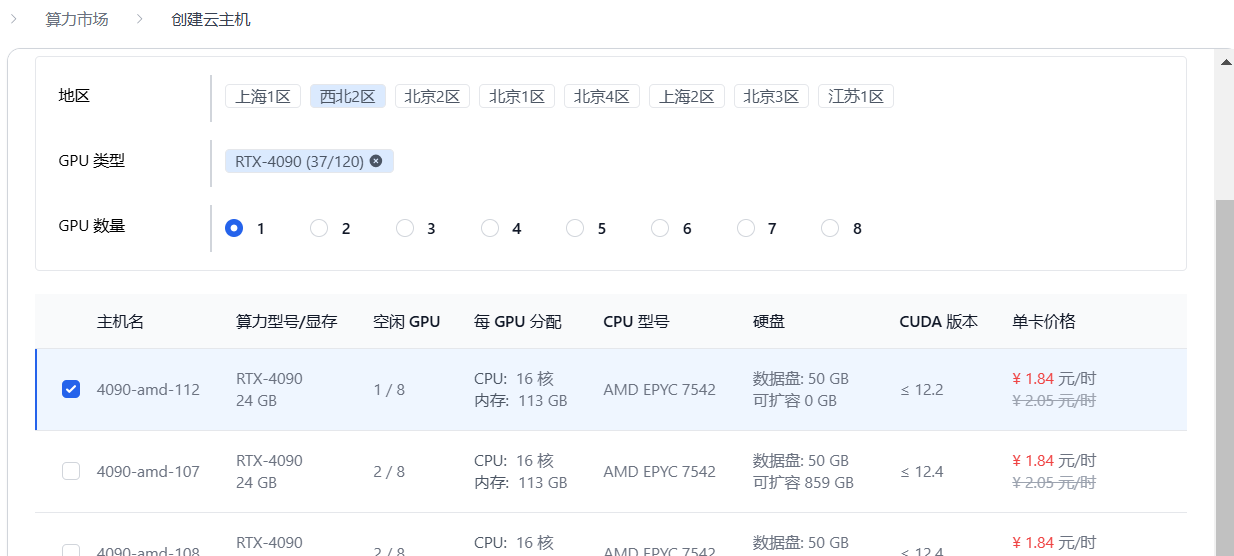 算力市场 创建云主机
地区 上海1区 西北2区 北京2区 北京1区 北京4区 上海2区 北京3区 江苏1区
GPU 类型 RTX-4090 (37/120)
GPU 数量 1 2 3 4 5 6 7 8
主机名 算力型号/显存 空闲 GPU 每 GPU 分配 CPU 型号 硬盘 CUDA 版本 单卡价格
4090-amd-112 RTX-4090 24 GB 1 / 8 CPU: 16 核 内存: 113 GB AMD EPYC 7542 数据盘: 50 GB 可扩容 0 GB ≤ 12.2 ¥ 1.84 元/时 ¥ 2.05 元/时
4090-amd-107 RTX-4090 24 GB 2 / 8 CPU: 16 核 内存: 113 GB AMD EPYC 7542 数据盘: 50 GB 可扩容 859 GB ≤ 12.4 ¥ 1.84 元/时 ¥ 2.05 元/时
4090-amd-108 RTX-4090 2 / 8 CPU: 16 核 AMD EPYC 7542 数据盘: 50 GB ≤ 12.4 ¥ 1.84 元/时